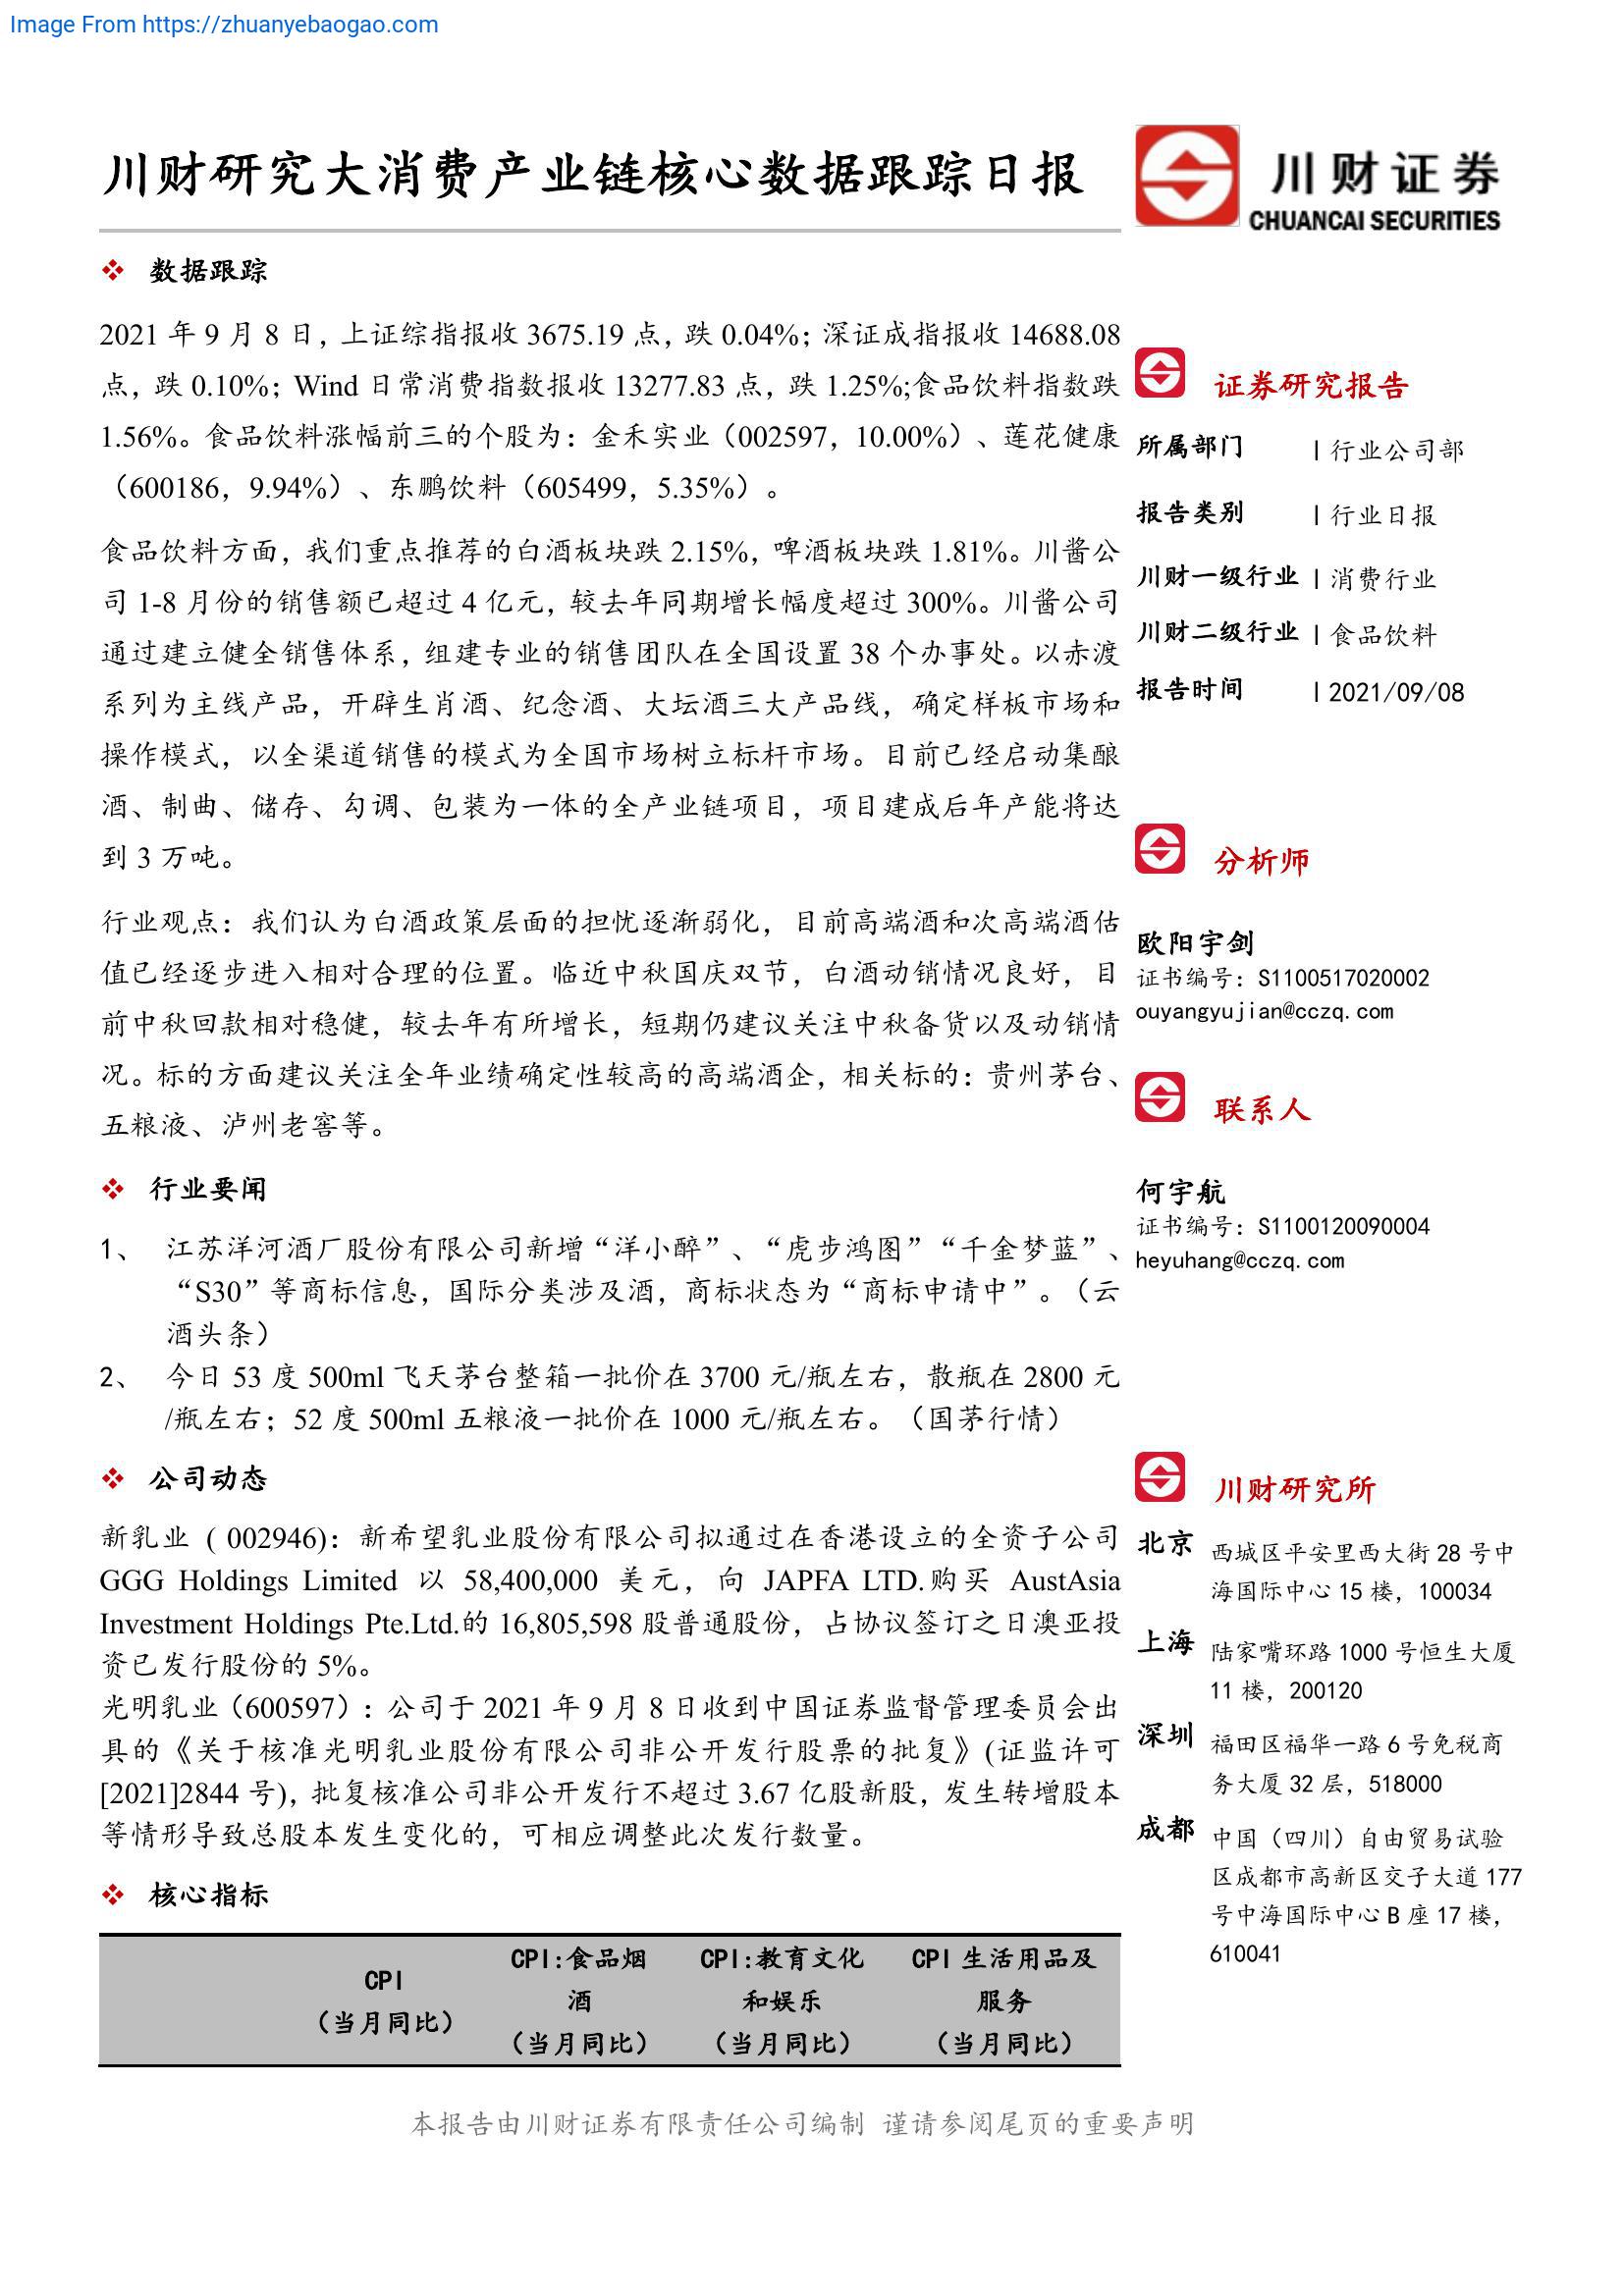 Image From https://zhuanyebaogao.com
川财研究大消费产业链核心数据跟踪日报
川财证券
CHUANCAI SECURITIES
数据跟踪
2021 年 9 月 8 日，上证综指报收 3675.19 点，跌 0.04%；深证成指报收 14688.08
点，跌 0.10%；Wind 日常消费指数报收 13277.83 点，跌 1.25%;食品饮料指数跌
1.56%。食品饮料涨幅前三的个股为：金禾实业（002597，10.00%）、莲花健康
（600186，9.94%）、东鹏饮料（605499，5.35%）。
食品饮料方面，我们重点推荐的白酒板块跌 2.15%，啤酒板块跌 1.81%。川酱公
司 1-8 月份的销售额已超过 4 亿元，较去年同期增长幅度超过 300%。川酱公司
通过建立健全销售体系，组建专业的销售团队在全国设置 38 个办事处。以赤渡
系列为主线产品，开辟生肖酒、纪念酒、大坛酒三大产品线，确定样板市场和
操作模式，以全渠道销售的模式为全国市场树立标杆市场。目前已经启动集酿
酒、制曲、储存、勾调、包装为一体的全产业链项目，项目建成后年产能将达
到 3 万吨。
行业观点：我们认为白酒政策层面的担忧逐渐弱化，目前高端酒和次高端酒估
值已经逐步进入相对合理的位置。临近中秋国庆双节，白酒动销情况良好，目
前中秋回款相对稳健，较去年有所增长，短期仍建议关注中秋备货以及动销情
况。标的方面建议关注全年业绩确定性较高的高端酒企，相关标的：贵州茅台、
五粮液、泸州老窖等。
行业要闻
1、 江苏洋河酒厂股份有限公司新增“洋小醉”、“虎步鸿图”“千金梦蓝”、
“S30”等商标信息，国际分类涉及酒，商标状态为“商标申请中”。（云
酒头条）
2、 今日 53 度 500ml 飞天茅台整箱一批价在 3700 元/瓶左右，散瓶在 2800 元
/瓶左右；52 度 500ml 五粮液一批价在 1000 元/瓶左右。（国茅行情）
公司动态
新乳业 ( 002946)：新希望乳业股份有限公司拟通过在香港设立的全资子公司
GGG Holdings Limited 以 58,400,000 美元，向 JAPFA LTD.购买 AustAsia
Investment Holdings Pte.Ltd.的 16,805,598 股普通股份，占协议签订之日澳亚投
资已发行股份的 5%。
光明乳业（600597）：公司于 2021 年 9 月 8 日收到中国证券监督管理委员会出
具的《关于核准光明乳业股份有限公司非公开发行股票的批复》(证监许可
[2021]2844 号)，批复核准公司非公开发行不超过 3.67 亿股新股，发生转增股本
等情形导致总股本发生变化的，可相应调整此次发行数量。
核心指标
CPI
（当月同比）
CPI:食品烟
酒
（当月同比）
CPI:教育文化
和娱乐
（当月同比）
CPI 生活用品及
服务
（当月同比）
证券研究报告
所属部门 | 行业公司部
报告类别 | 行业日报
川财一级行业 | 消费行业
川财二级行业 | 食品饮料
报告时间 | 2021/09/08
分析师
欧阳宇剑
证书编号：S1100517020002
ouyangyujian@cczq.com
联系人
何宇航
证书编号：S1100120090004
heyuhang@cczq.com
川财研究所
北京 西城区平安里西大街 28 号中
海国际中心 15 楼，100034
上海 陆家嘴环路 1000 号恒生大厦
11 楼，200120
深圳 福田区福华一路 6 号免税商
务大厦 32 层，518000
成都 中国（四川）自由贸易试验
区成都市高新区交子大道 177
号中海国际中心 B 座 17 楼，
610041
本报告由川财证券有限责任公司编制 谨请参阅尾页的重要声明